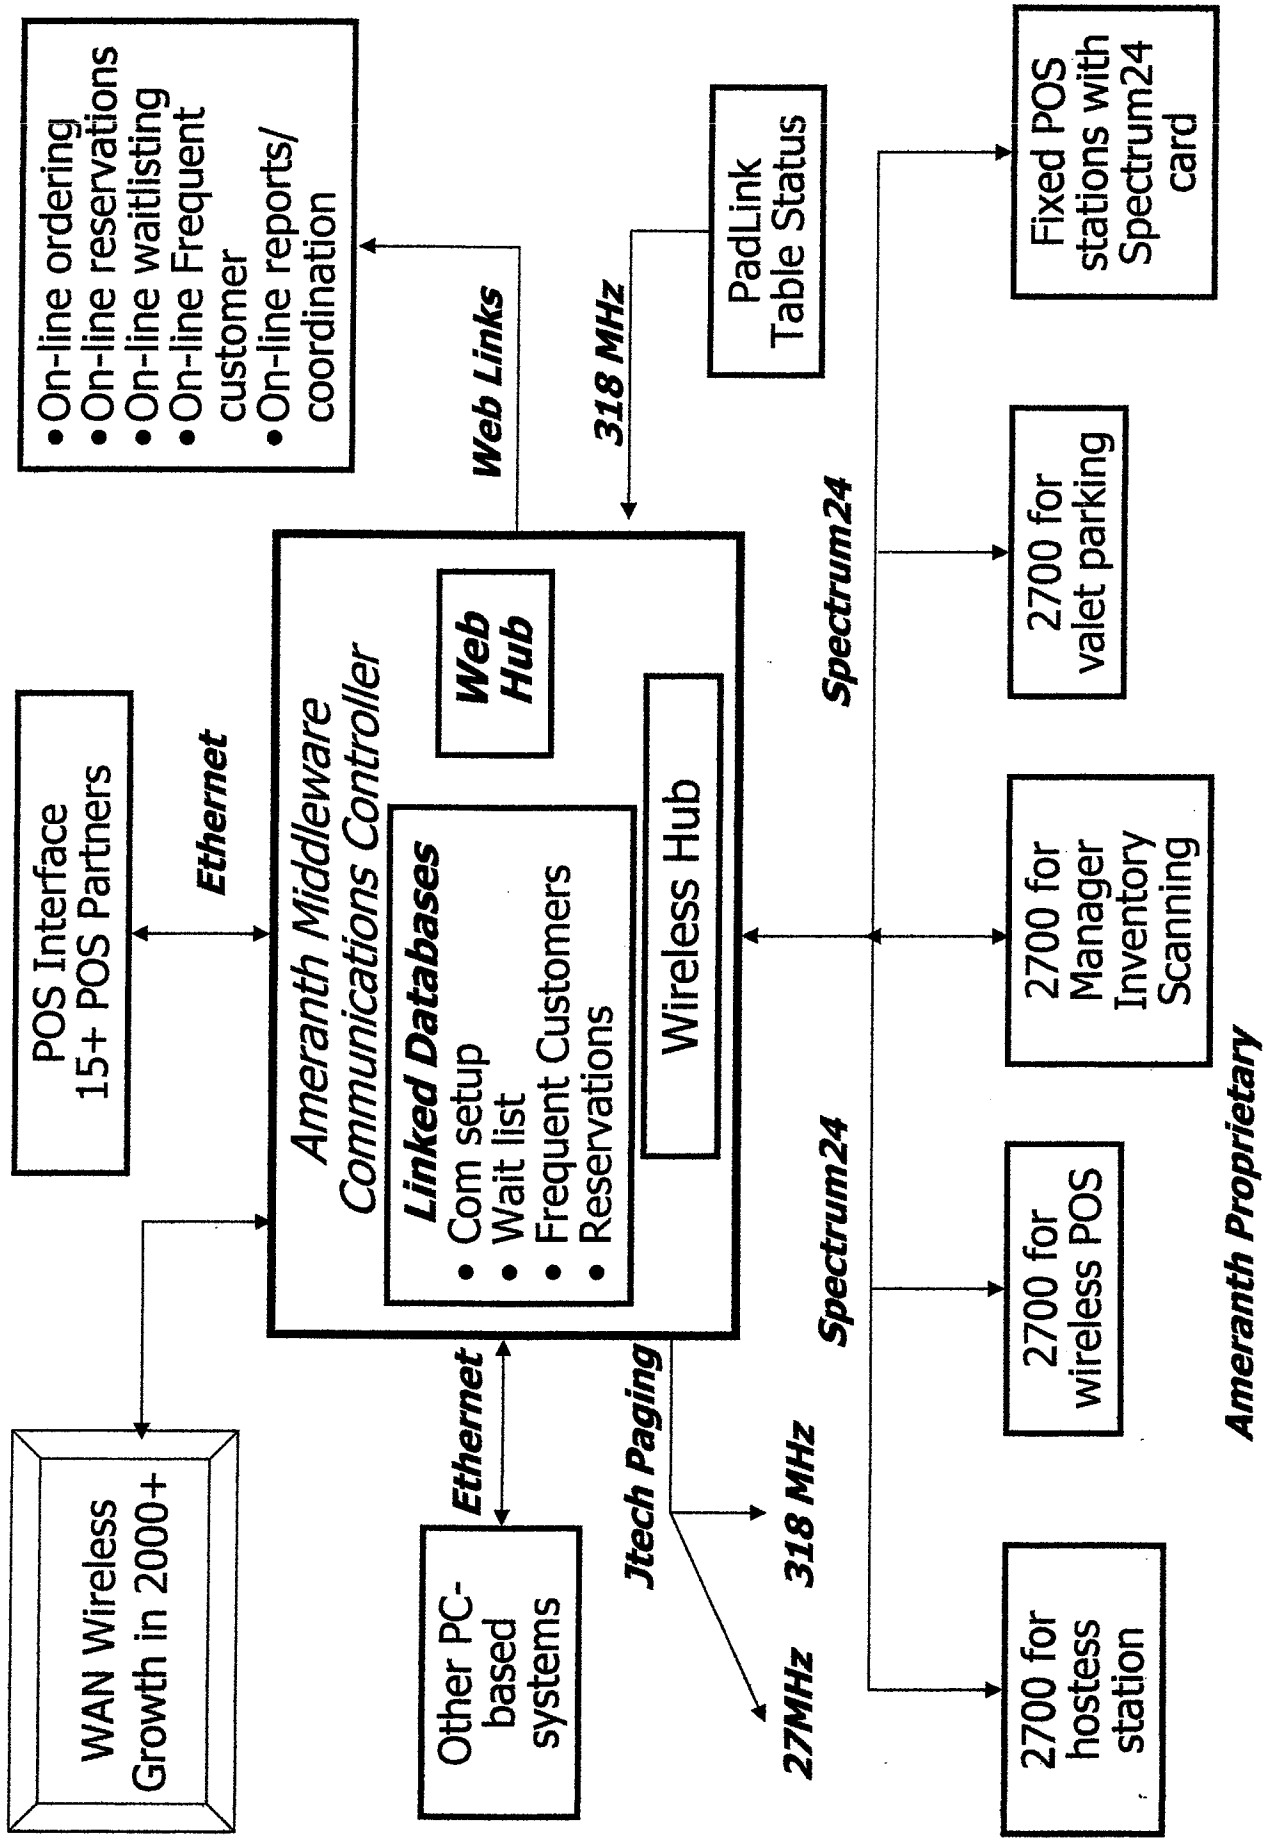 WAN Wireless
Growth in 2000+
POS Interface
15+ POS Partners
Ethernet
• On-line ordering
• On-line reservations
• On-line waitlisting
• On-line Frequent
customer
• On-line reports/
coordination
Ameranth Middleware
Communications Controller
Linked Databases
• Com setup
• Wait list
• Frequent Customers
• Reservations
Web
Hub
Wireless Hub
Web Links
318 MHz
PadLink
Table Status
Other PC-
based
systems
Ethernet
Jtech Paging
27MHz
318 MHz
Spectrum24
Spectrum24
2700 for
hostess
station
2700 for
wireless POS
2700 for
Manager
Inventory
Scanning
2700 for
valet parking
Fixed POS
stations with
Spectrum24
card
Ameranth Proprietary